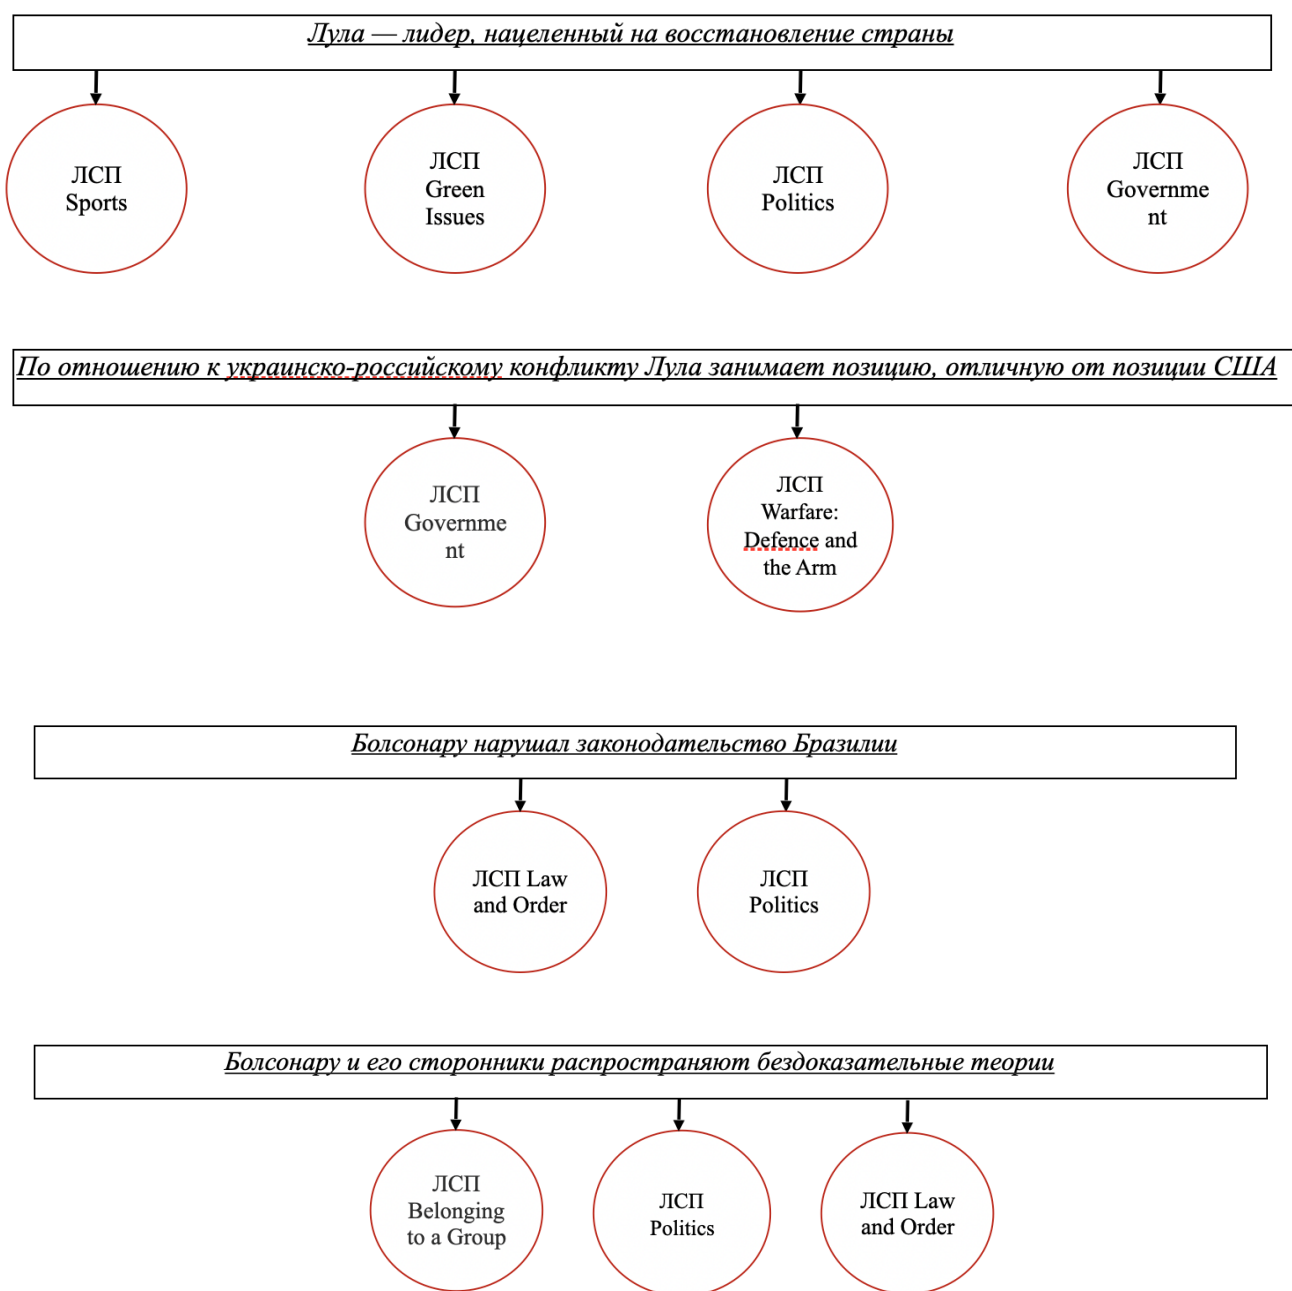 Лула — лидер, нацеленный на восстановление страны
ЛСП
Sports
ЛСП
Green
Issues
ЛСП
Politics
ЛСП
Governme
nt
По отношению к украинско-российскому конфликту Лула занимает позицию, отличную от позиции США
ЛСП
Governme
nt
ЛСП
Warfare:
Defence and
the Arm
Болсонару нарушал законодательство Бразилии
ЛСП Law
and Order
ЛСП
Politics
Болсонару и его сторонники распространяют бездоказательные теории
ЛСП
Belonging
to a Group
ЛСП
Politics
ЛСП Law
and Order